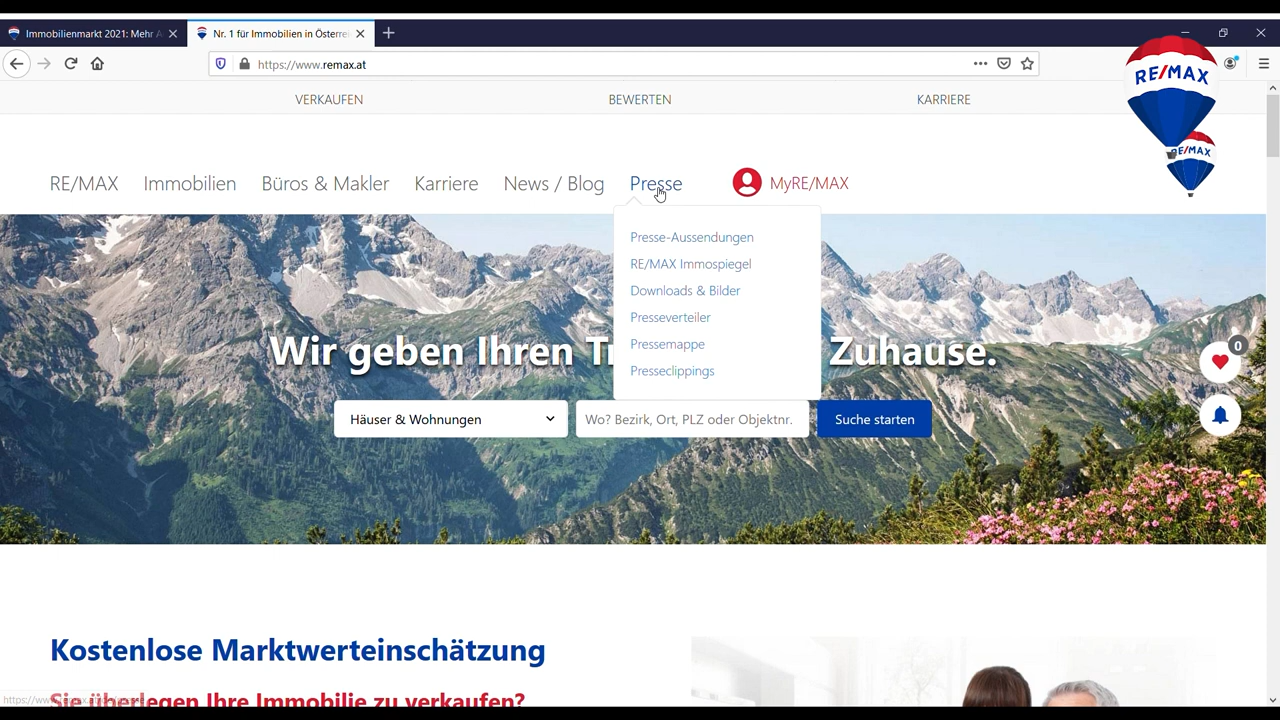 Immobilienmarkt 2021: Mehr A
Nr. 1 für Immobilien in Österre
https://www.remax.at
RE/MAX
RE/MAX
VERKAUFEN
BEWERTEN
KARRIERE
RE/MAX
Immobilien
Büros & Makler
Karriere
News / Blog
Presse
MyRE/MAX
Presse-Aussendungen
RE/MAX Immospiegel
Downloads & Bilder
Presseverteiler
Pressemappe
Presseclippings
0
Wir geben Ihren Zuhause.
Häuser & Wohnungen
Wo? Bezirk, Ort, PLZ oder Objektnr.
Suche starten
Kostenlose Marktwerteinschätzung
Sie überlegen Ihre Immobilie zu verkaufen?